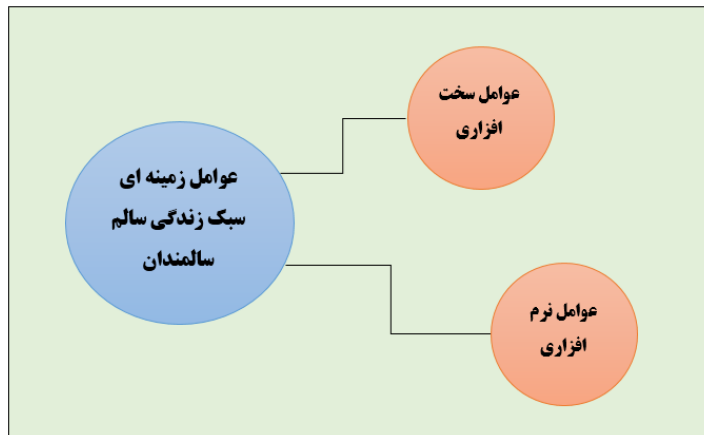 عوامل سخت
افزاری
عوامل زمینه ای
سبک زندگی سالم
سالمندان
عوامل نرم
افزاری